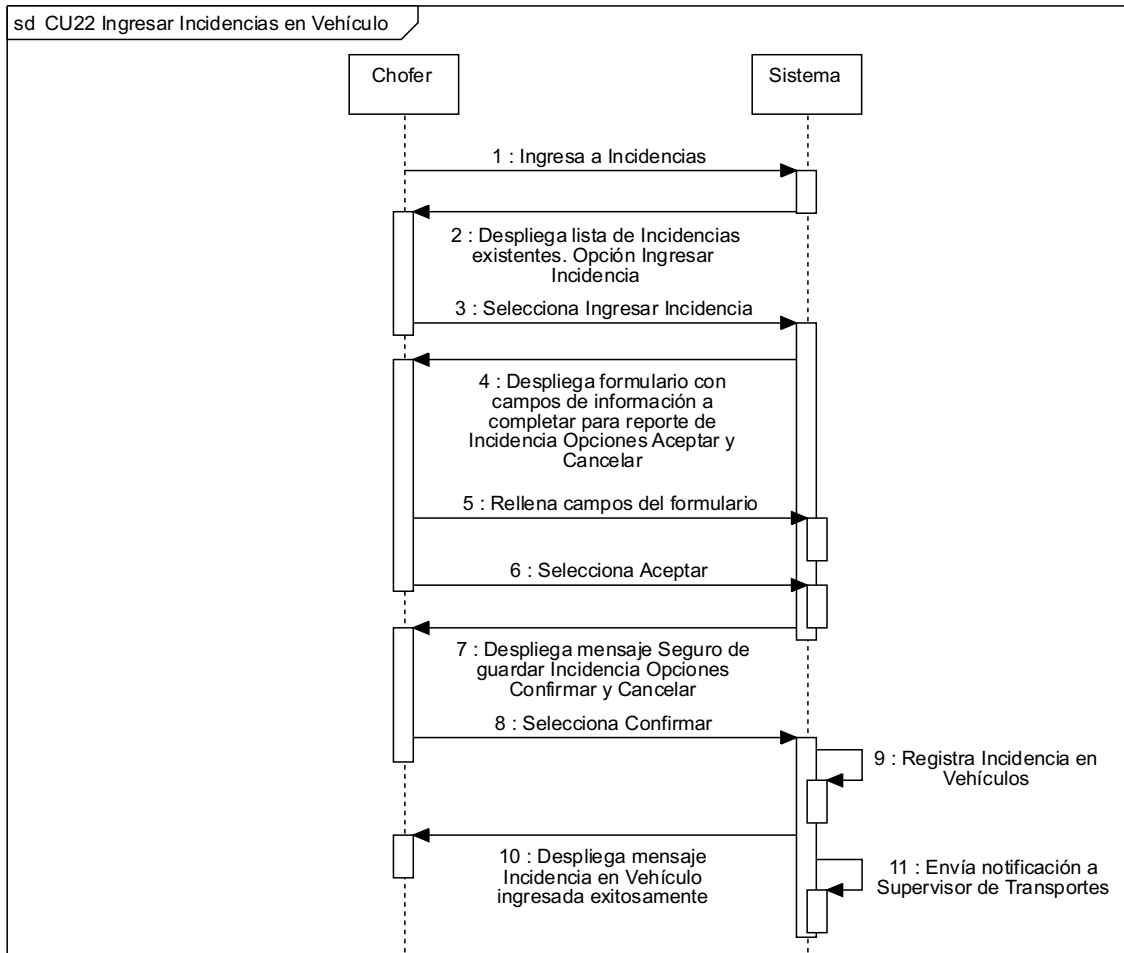 sd CU22 Ingresar Incidencias en Vehículo
Chofer
Sistema
1 : Ingresa a Incidencias
2 : Despliega lista de Incidencias
existentes. Opción Ingresar
Incidencia
3 : Selecciona Ingresar Incidencia
4 : Despliega formulario con
campos de información a
completar para reporte de
Incidencia Opciones Aceptar y
Cancelar
5 : Rellena campos del formulario
6 : Selecciona Aceptar
7 : Despliega mensaje Seguro de
guardar Incidencia Opciones
Confirmar y Cancelar
8 : Selecciona Confirmar
9 : Registra Incidencia en
Vehículos
10 : Despliega mensaje
Incidencia en Vehículo
ingresada exitosamente
11 : Envía notificación a
Supervisor de Transportes